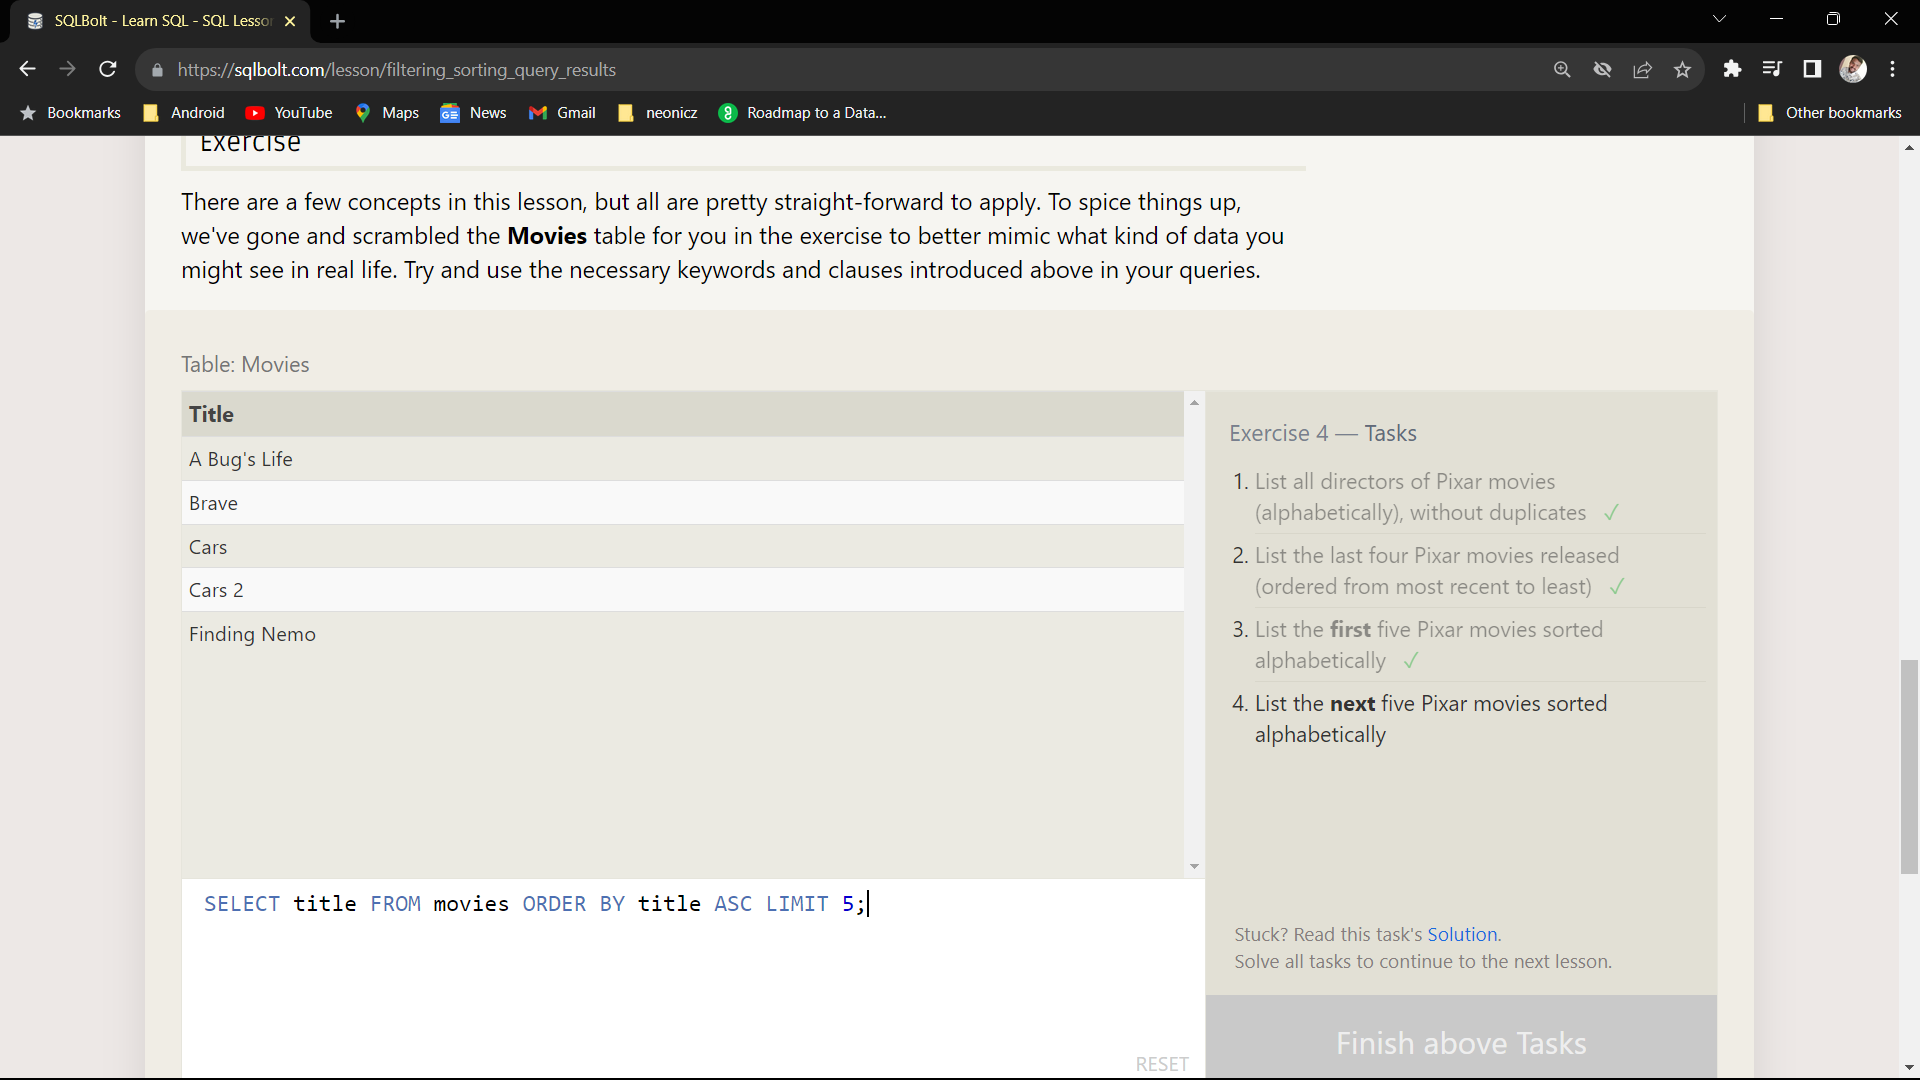 SQLBolt - Learn SQL - SQL Lesso
https://sqlbolt.com/lesson/filtering_sorting_query_results
Bookmarks Android YouTube Maps News Gmail neonicz Roadmap to a Data... Other bookmarks
Exercise
There are a few concepts in this lesson, but all are pretty straight-forward to apply. To spice things up,
we've gone and scrambled the Movies table for you in the exercise to better mimic what kind of data you
might see in real life. Try and use the necessary keywords and clauses introduced above in your queries.
Table: Movies
Title
A Bug's Life
Brave
Cars
Cars 2
Finding Nemo
SELECT title FROM movies ORDER BY title ASC LIMIT 5;
RESET
Exercise 4 — Tasks
1. List all directors of Pixar movies
(alphabetically), without duplicates ✓
2. List the last four Pixar movies released
(ordered from most recent to least) ✓
3. List the first five Pixar movies sorted
alphabetically ✓
4. List the next five Pixar movies sorted
alphabetically
Stuck? Read this task's Solution.
Solve all tasks to continue to the next lesson.
Finish above Tasks